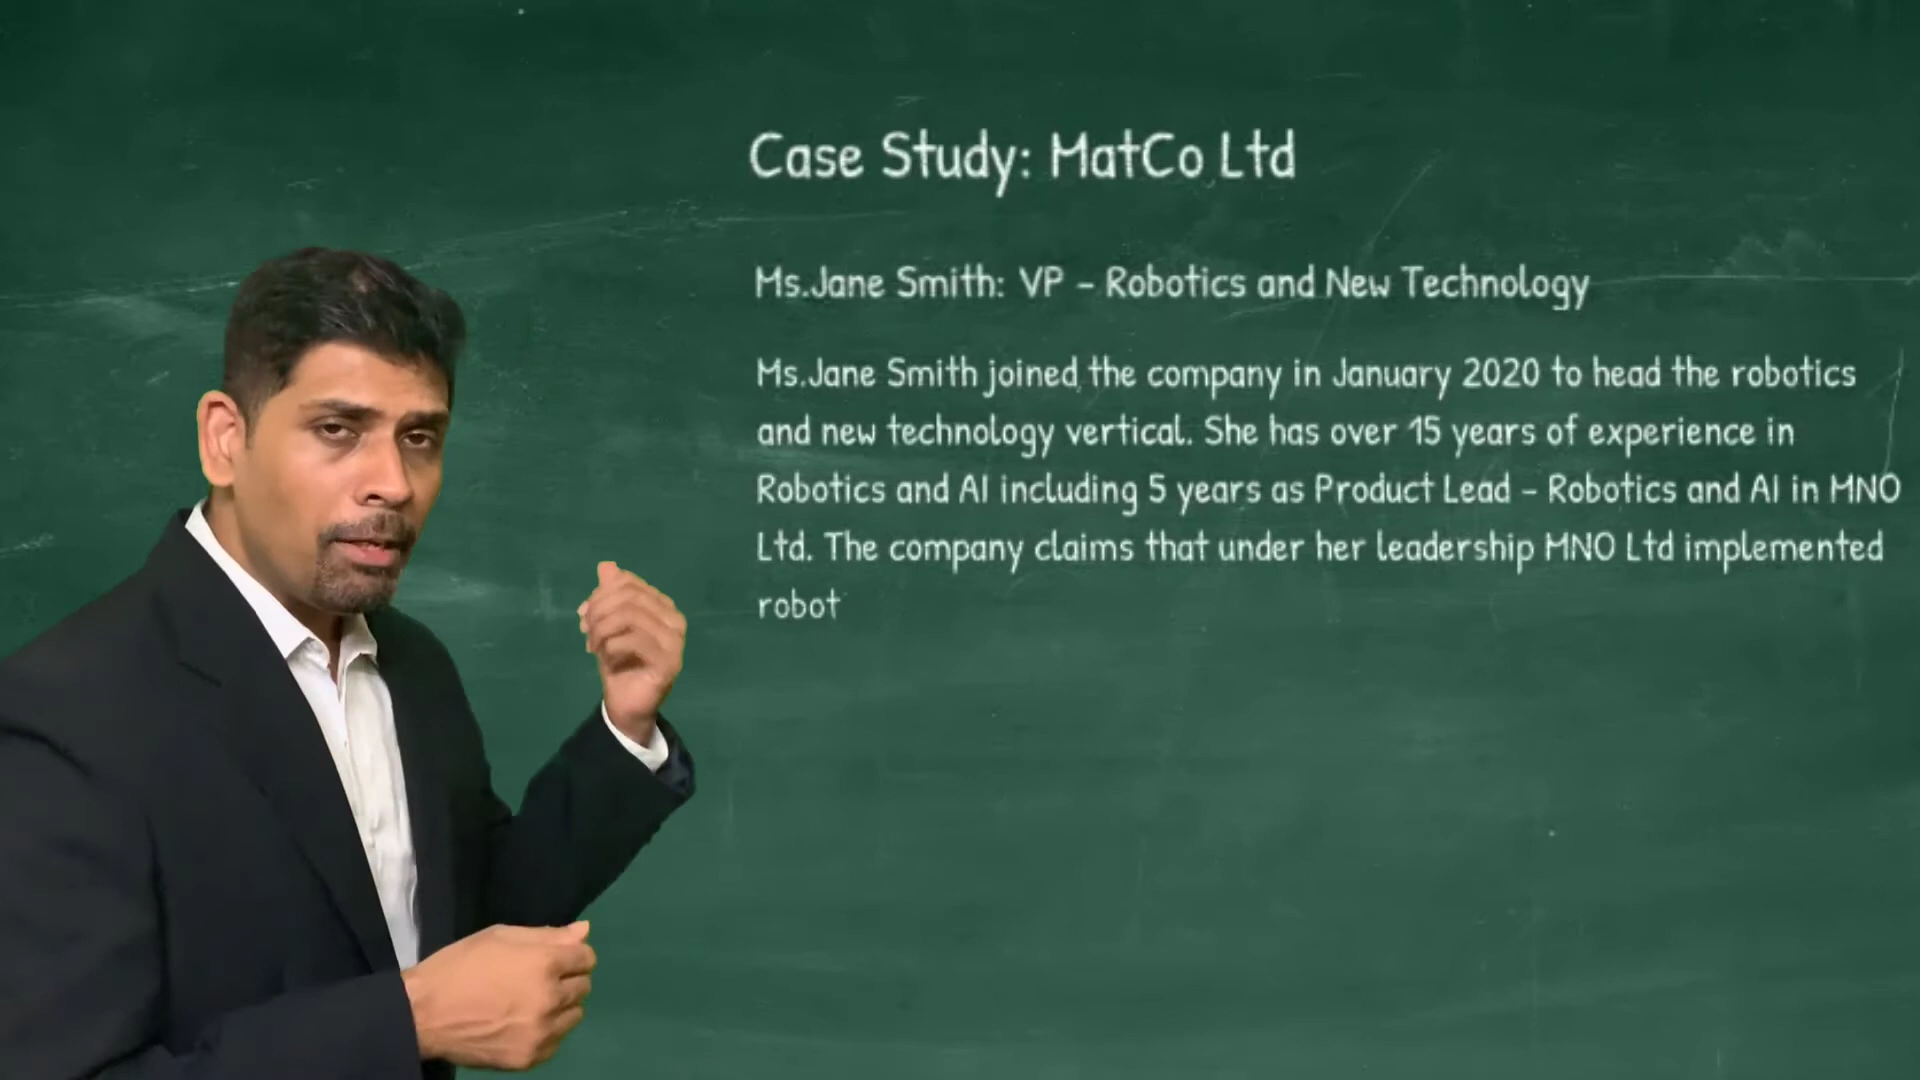 Case Study: MatCo Ltd
Ms.Jane Smith: VP – Robotics and New Technology
Ms.Jane Smith joined the company in January 2020 to head the robotics
and new technology vertical. She has over 15 years of experience in
Robotics and AI including 5 years as Product Lead – Robotics and AI in MNO
Ltd. The company claims that under her leadership MNO Ltd implemented
robot